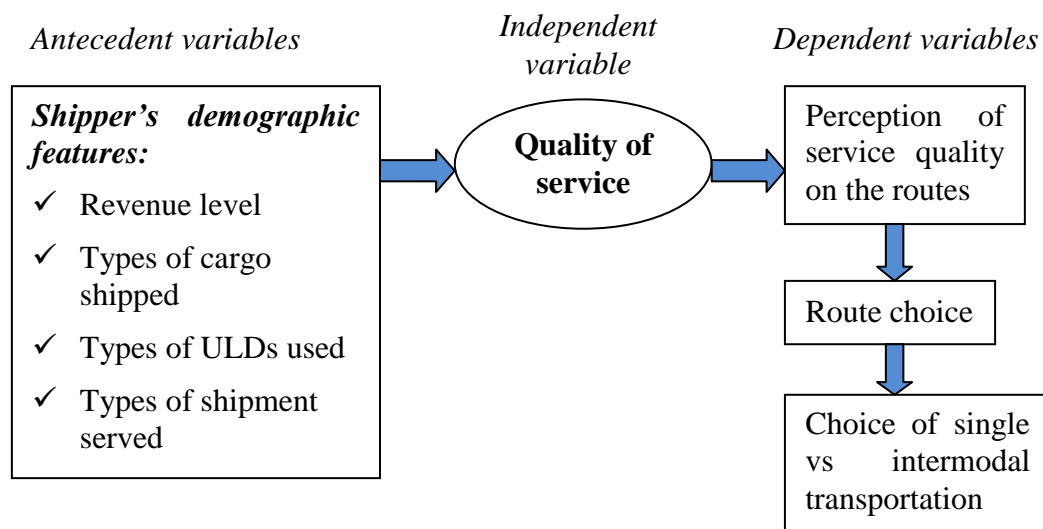 Antecedent variables
Independent
variable
Dependent variables
Shipper's demographic
features:
✓ Revenue level
✓ Types of cargo
shipped
✓ Types of ULDs used
✓ Types of shipment
served
Quality of
service
Perception of
service quality
on the routes
Route choice
Choice of single
vs intermodal
transportation